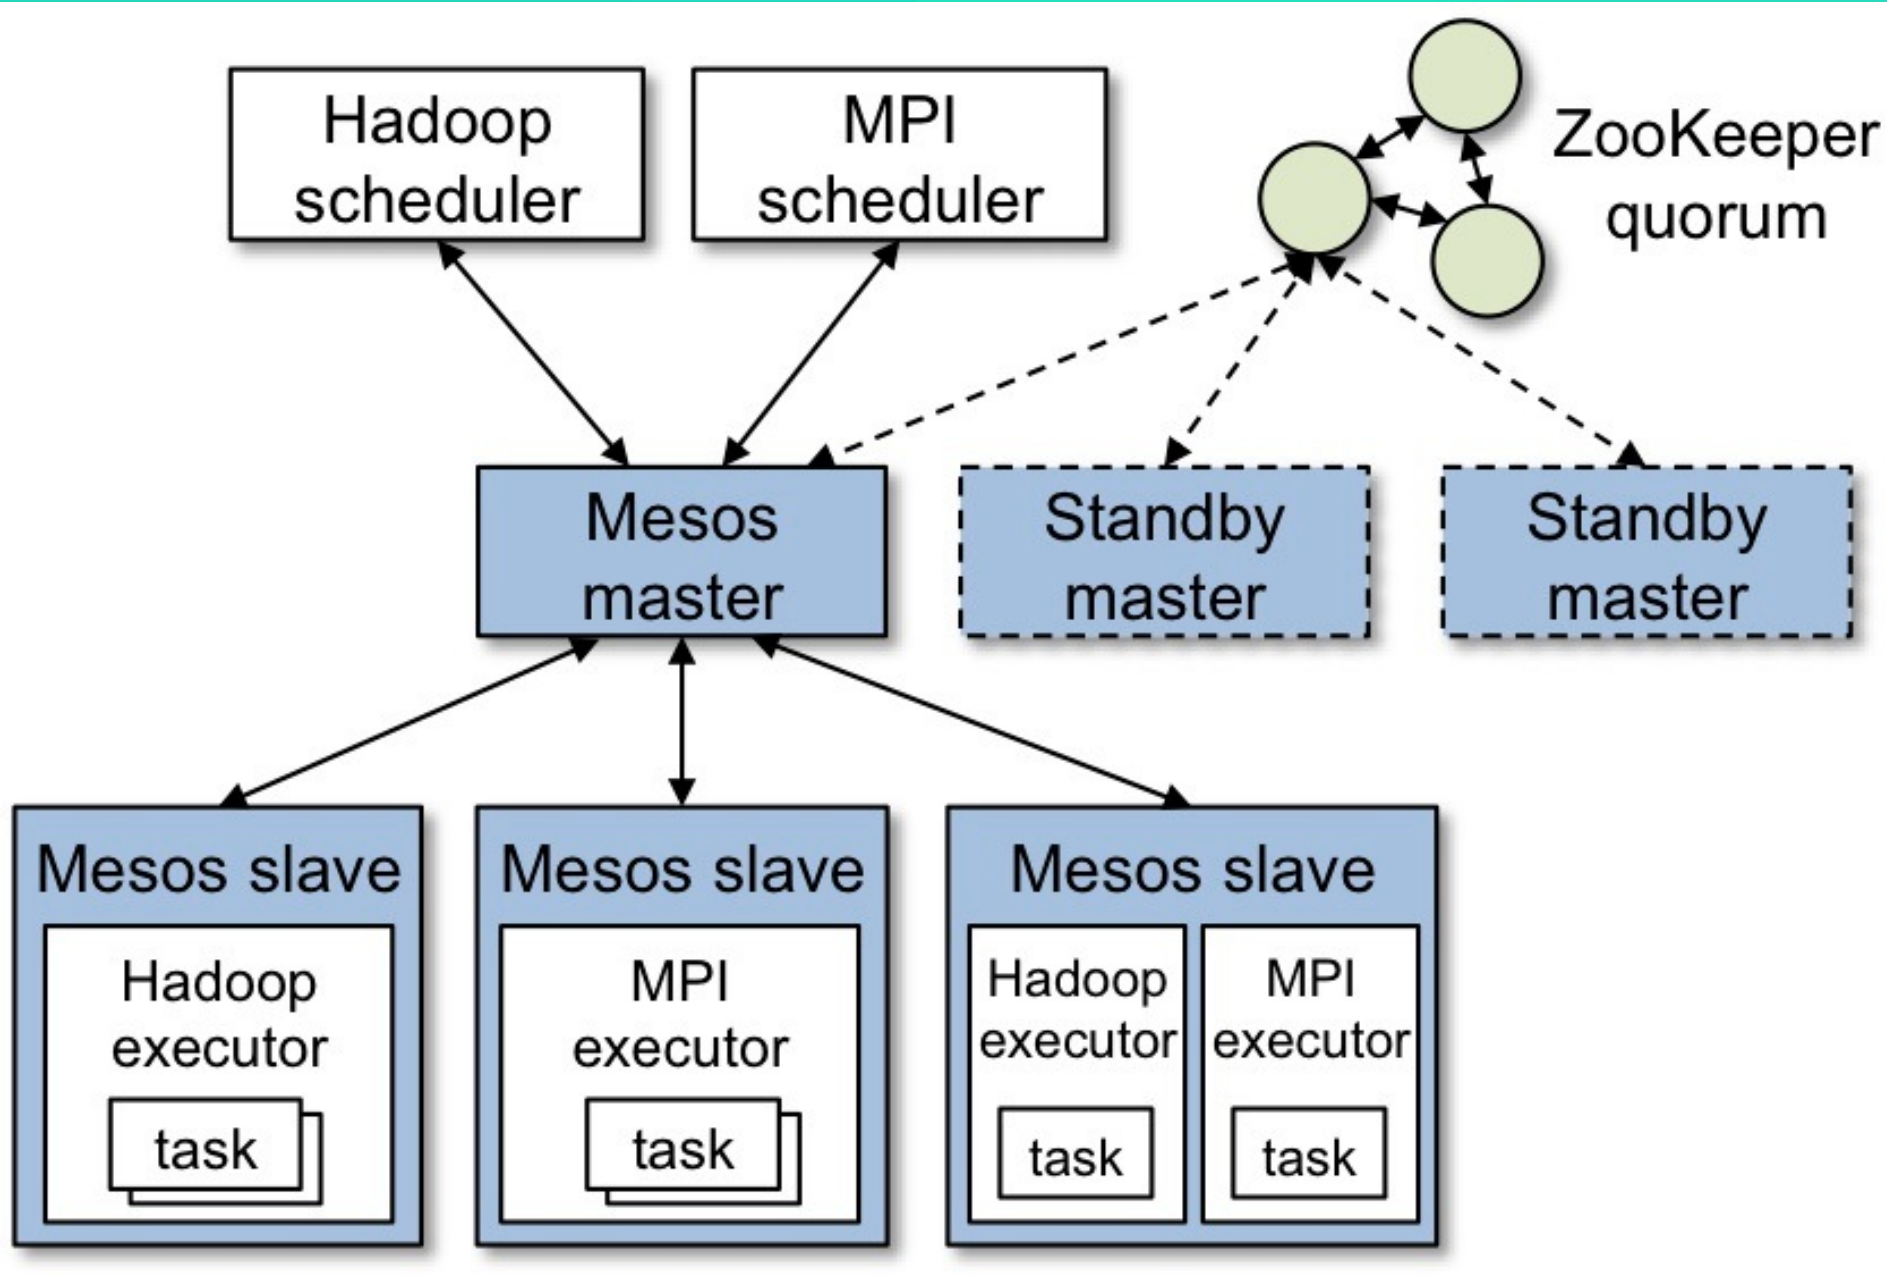 Hadoop
scheduler
MPI
scheduler
ZooKeeper
quorum
Mesos
master
Standby
master
Standby
master
Mesos slave
Hadoop
executor
task
Mesos slave
MPI
executor
task
Mesos slave
Hadoop
executor
task
MPI
executor
task